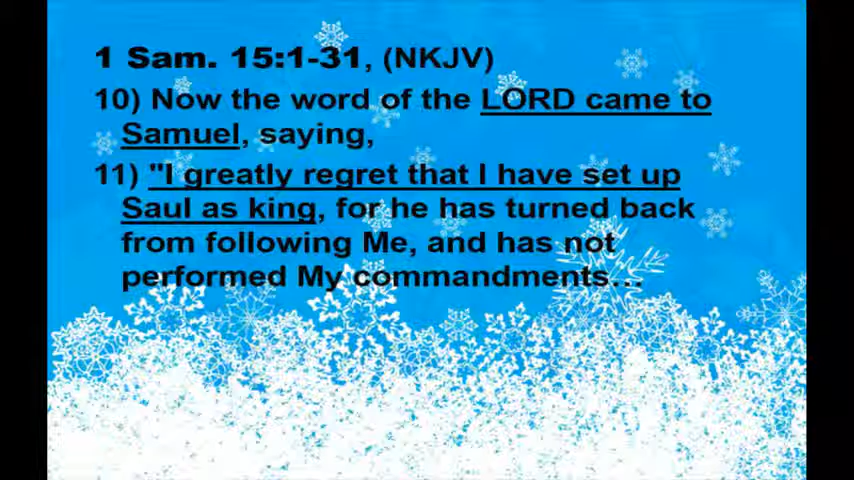 1 Sam. 15:1-31, (NKJV)
10) Now the word of the LORD came to
Samuel, saying,
11) "I greatly regret that I have set up
Saul as king, for he has turned back
from following Me, and has not
performed My commandments…